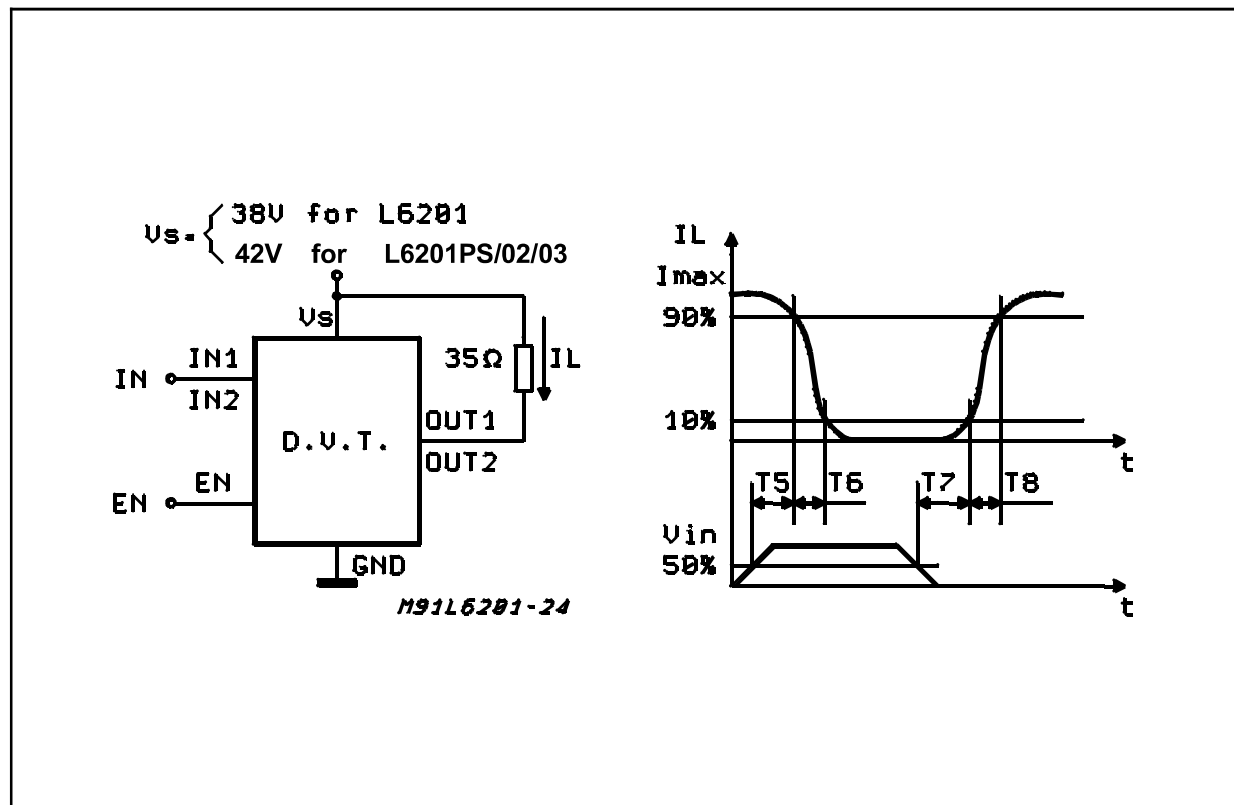 Vs=
38V for L6201
42V for L6201PS/02/03
Vs
IN
IN1
IN2
35Ω
IL
D.V.T.
OUT1
OUT2
EN
EN
GND
M91L6201-24
IL
Imax
90%
10%
t
T5
T6
T7
T8
Vin
50%
t